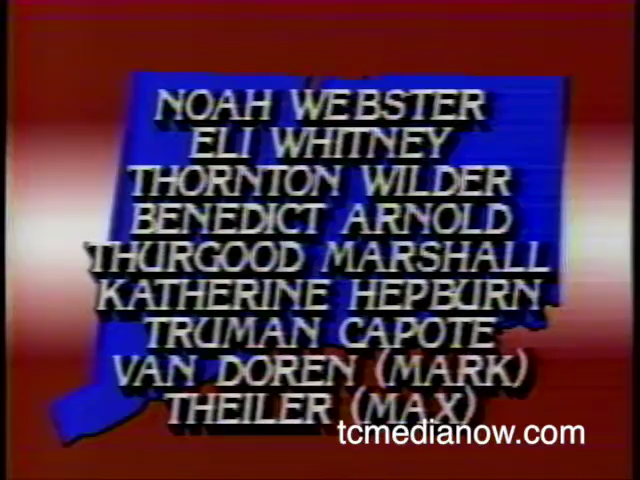 NOAH WEBSTER
ELI WHITNEY
THORNTON WILDER
BENEDICT ARNOLD
THURGOOD MARSHALL
KATHERINE HEPBURN
TRUMAN CAPOTE
VAN DOREN (MARK)
THEILER (MAX)
tcmedianow.com